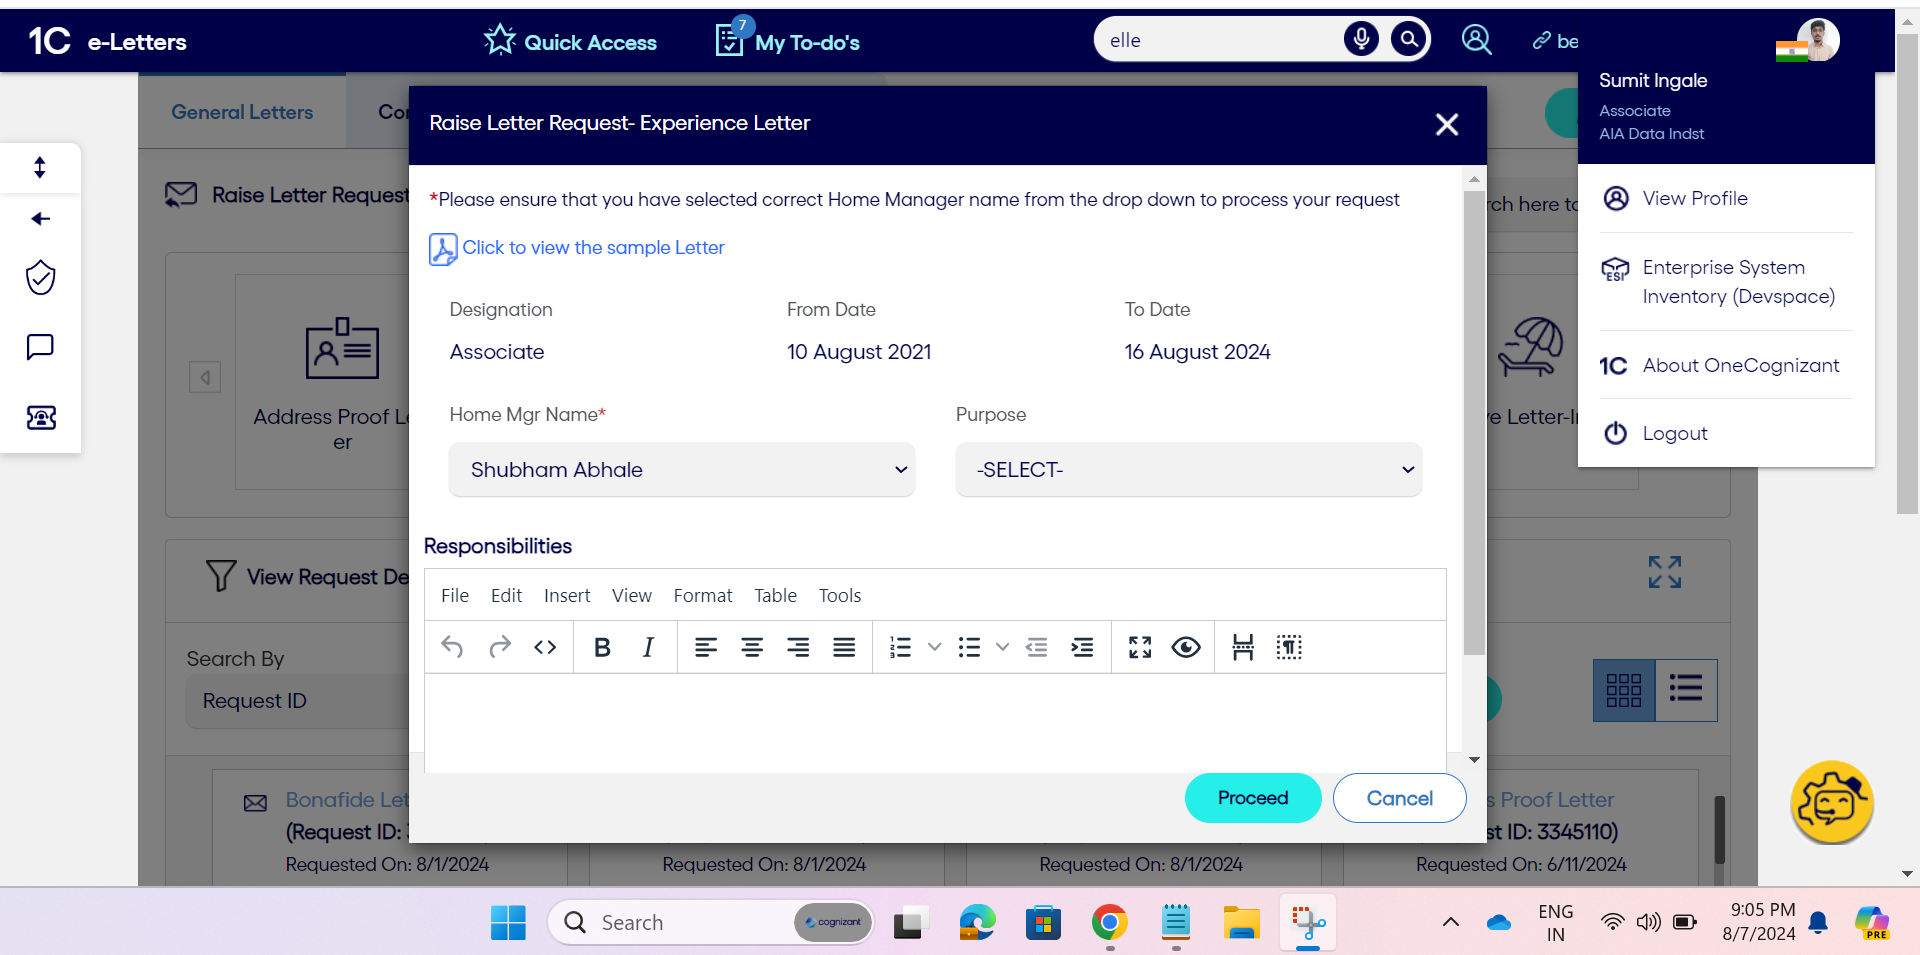 1C e-Letters
Quick Access
7
My To-do's
elle
be
Sumit Ingale
Associate
AIA Data Indst
View Profile
ESI
Enterprise System
Inventory (Devspace)
1C About OneCognizant
Logout
General Letters
Raise Letter Request- Experience Letter
Raise Letter Request
*Please ensure that you have selected correct Home Manager name from the drop down to process your request
Click to view the sample Letter
Designation
From Date
To Date
Associate
10 August 2021
16 August 2024
Address Proof Le
er
e Letter-I
Home Mgr Name*
Purpose
Shubham Abhale
-SELECT-
Responsibilities
View Request De
File Edit Insert View Format Table Tools
B I
Search By
Request ID
Proceed
Cancel
Bonafide Let
(Request ID:
Requested On: 8/1/2024
Requested On: 8/1/2024
Requested On: 8/1/2024
s Proof Letter
st ID: 3345110)
Requested On: 6/11/2024
Search
cognizant
ENG
IN
9:05 PM
8/7/2024
PRE